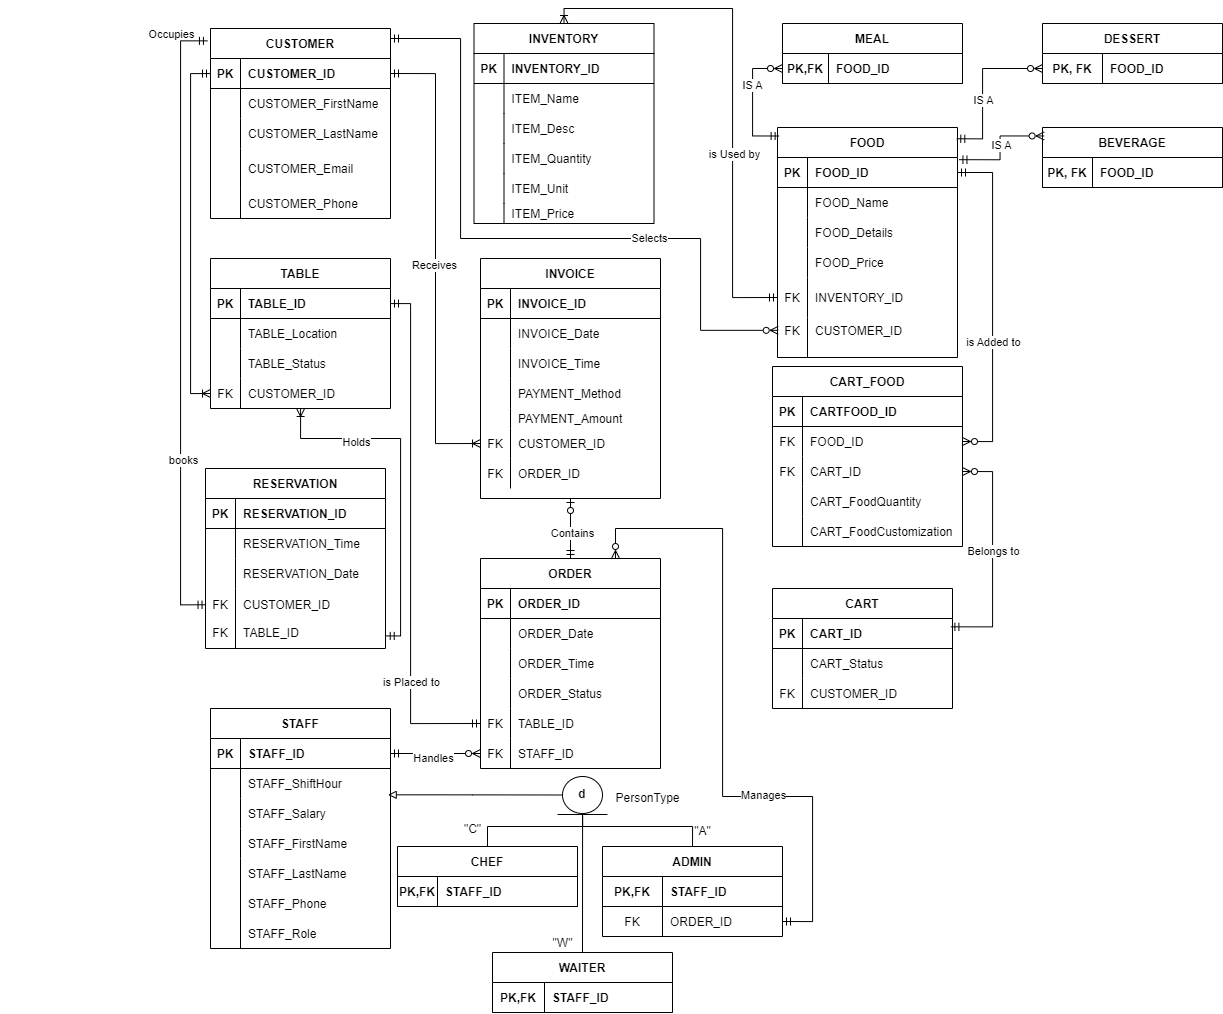 Occupies
CUSTOMER
PK CUSTOMER_ID
CUSTOMER_FirstName
CUSTOMER_LastName
CUSTOMER_Email
CUSTOMER_Phone
INVENTORY
PK INVENTORY_ID
ITEM_Name
ITEM_Desc
ITEM_Quantity
ITEM_Unit
ITEM_Price
is Used by
MEAL
PK,FK FOOD_ID
IS A
DESSERT
PK, FK FOOD_ID
IS A
BEVERAGE
PK, FK FOOD_ID
IS A
FOOD
PK FOOD_ID
FOOD_Name
FOOD_Details
FOOD_Price
FK INVENTORY_ID
FK CUSTOMER_ID
Selects
Receives
TABLE
PK TABLE_ID
TABLE_Location
TABLE_Status
FK CUSTOMER_ID
Holds
INVOICE
PK INVOICE_ID
INVOICE_Date
INVOICE_Time
PAYMENT_Method
PAYMENT_Amount
FK CUSTOMER_ID
FK ORDER_ID
is Added to
CART_FOOD
PK CARTFOOD_ID
FK FOOD_ID
FK CART_ID
CART_FoodQuantity
CART_FoodCustomization
Belongs to
books
RESERVATION
PK RESERVATION_ID
RESERVATION_Time
RESERVATION_Date
FK CUSTOMER_ID
FK TABLE_ID
Contains
ORDER
PK ORDER_ID
ORDER_Date
ORDER_Time
ORDER_Status
FK TABLE_ID
FK STAFF_ID
CART
PK CART_ID
CART_Status
FK CUSTOMER_ID
is Placed to
STAFF
PK STAFF_ID
STAFF_ShiftHour
STAFF_Salary
STAFF_FirstName
STAFF_LastName
STAFF_Phone
STAFF_Role
Handles
d
PersonType
Manages
"C"
"A"
CHEF
PK,FK STAFF_ID
ADMIN
PK,FK STAFF_ID
FK ORDER_ID
"W"
WAITER
PK,FK STAFF_ID